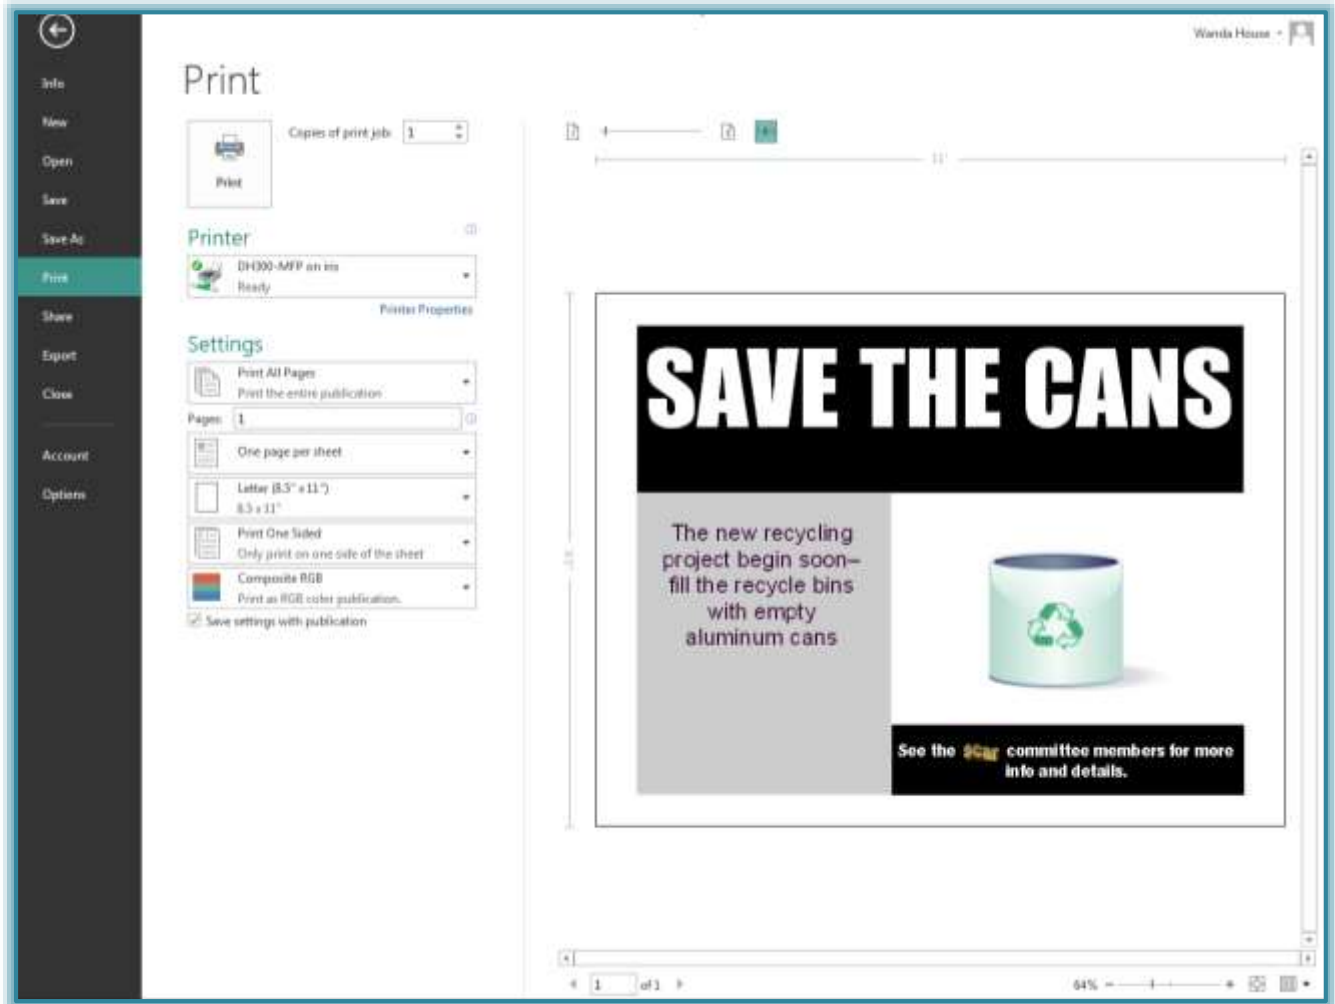 Wanda House
Info
New
Open
Save
Save As
Print
Share
Export
Close
Account
Options
Print
Copies of print job: 1
Print
Printer
DH300-MFP on iris
Ready
Printer Properties
Settings
Print All Pages
Print the entire publication
Pages: 1
One page per sheet
Letter (8.5" x 11")
8.5 x 11"
Print One Sided
Only print on one side of the sheet
Composite RGB
Print as RGB color publication.
Save settings with publication
11"
SAVE THE CANS
The new recycling
project begin soon–
fill the recycle bins
with empty
aluminum cans
See the committee members for more
info and details.
1 of 1
64%